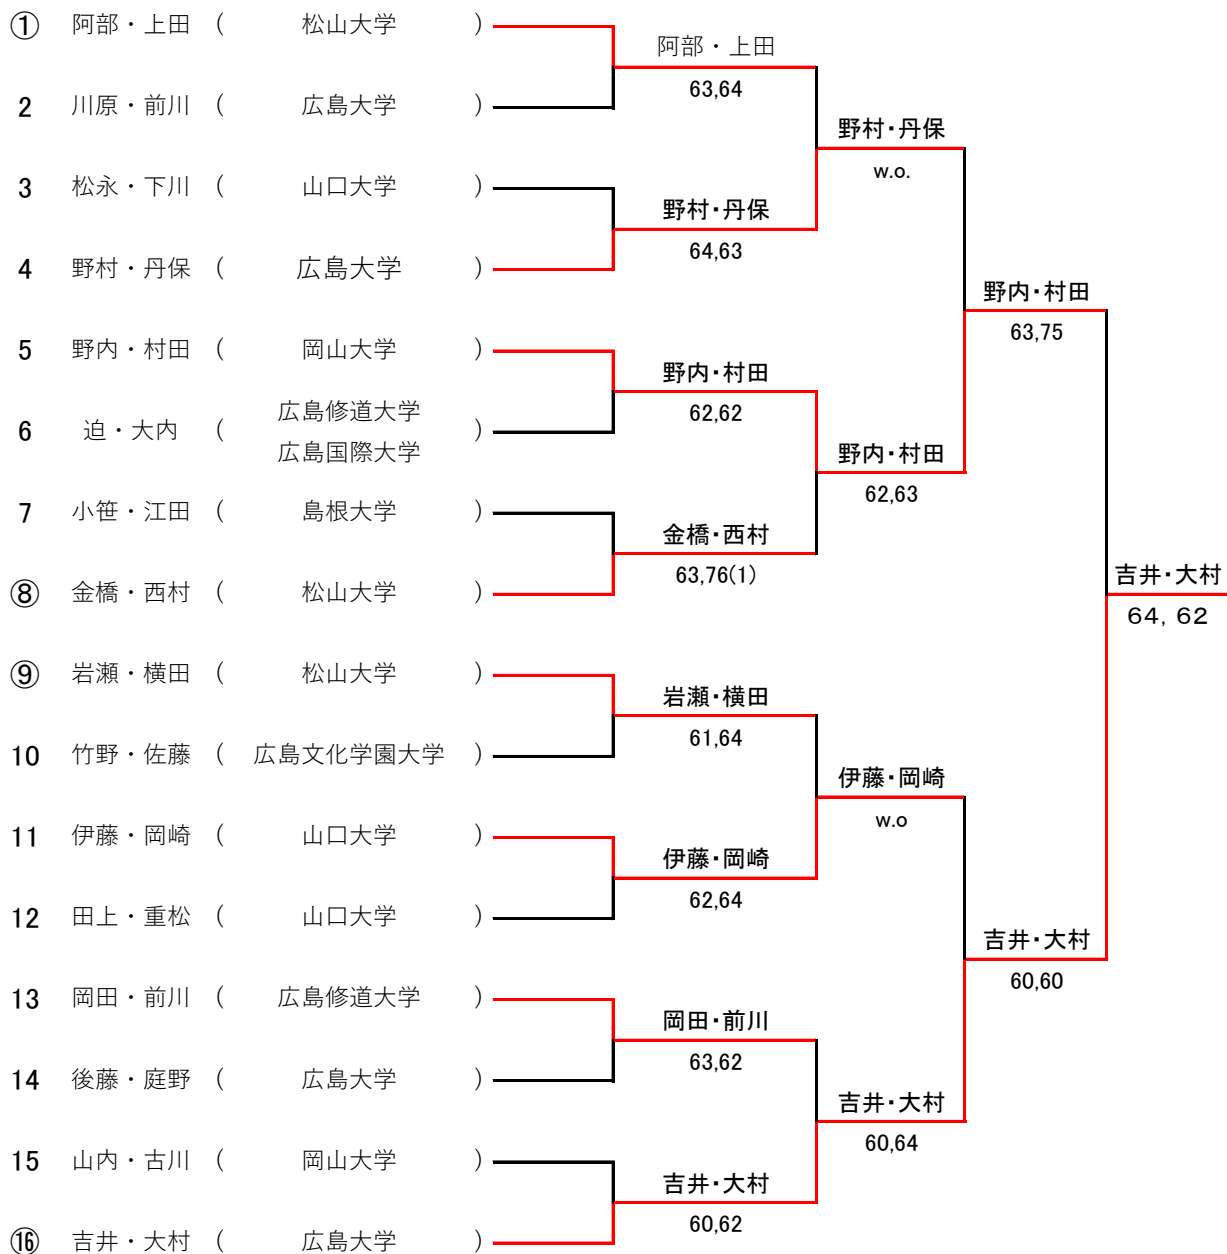 ① 阿部・上田 ( 松山大学 )
阿部・上田
63,64
2 川原・前川 ( 広島大学 )
野村・丹保
w.o.
3 松永・下川 ( 山口大学 )
野村・丹保
64,63
4 野村・丹保 ( 広島大学 )
野内・村田
63,75
5 野内・村田 ( 岡山大学 )
野内・村田
62,62
6 迫・大内 ( 広島修道大学
広島国際大学 )
野内・村田
62,63
7 小笹・江田 ( 島根大学 )
金橋・西村
63,76(1)
⑧ 金橋・西村 ( 松山大学 )
吉井・大村
64, 62
⑨ 岩瀬・横田 ( 松山大学 )
岩瀬・横田
61,64
10 竹野・佐藤 ( 広島文化学園大学 )
伊藤・岡崎
w.o
11 伊藤・岡崎 ( 山口大学 )
伊藤・岡崎
62,64
12 田上・重松 ( 山口大学 )
吉井・大村
60,60
13 岡田・前川 ( 広島修道大学 )
岡田・前川
63,62
14 後藤・庭野 ( 広島大学 )
吉井・大村
60,64
15 山内・古川 ( 岡山大学 )
吉井・大村
60,62
⑯ 吉井・大村 ( 広島大学 )